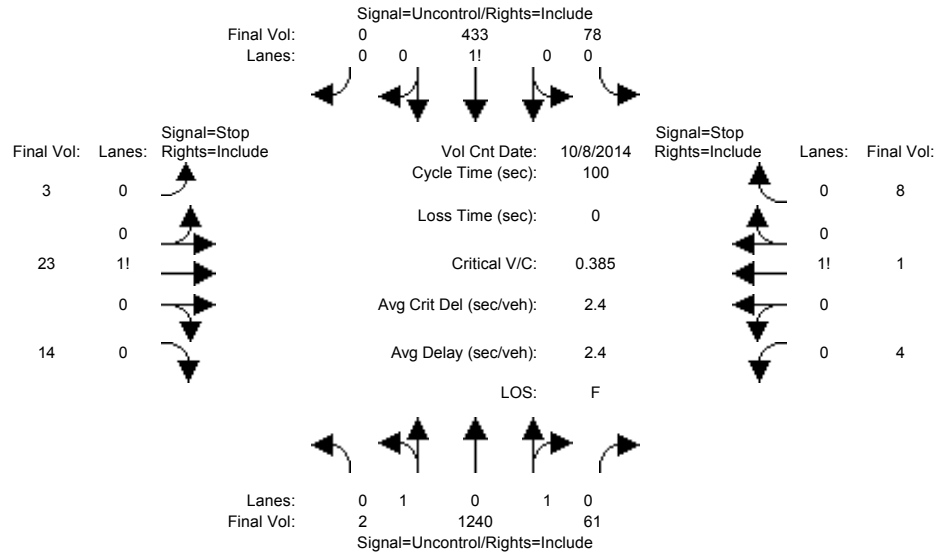 Signal=Uncontrol/Rights=Include
Final Vol: 0 433 78
Lanes: 0 0 1! 0 0
Signal=Stop Signal=Stop
Final Vol: Lanes: Rights=Include Vol Cnt Date: 10/8/2014 Rights=Include Lanes: Final Vol:
Cycle Time (sec): 100
3 0 0 8
Loss Time (sec): 0
0 0
23 1! Critical V/C: 0.385 1! 1
0 Avg Crit Del (sec/veh): 2.4 0
14 0 Avg Delay (sec/veh): 2.4 0 4
LOS: F
Lanes: 0 1 0 1 0
Final Vol: 2 1240 61
Signal=Uncontrol/Rights=Include